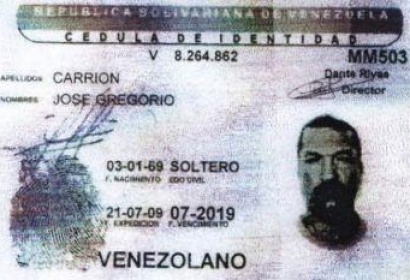 REPUBLICA BOLIVARIANA DE VENEZUELA
CEDULA DE IDENTIDAD
V 8.264.862 MM503
APELLIDOS CARRION
Dante Rivas
Director
NOMBRES JOSE GREGORIO
03-01-69 SOLTERO
F. NACIMIENTO EDO CIVIL
21-07-09 07-2019
F. EXPEDICION F. VENCIMIENTO
VENEZOLANO